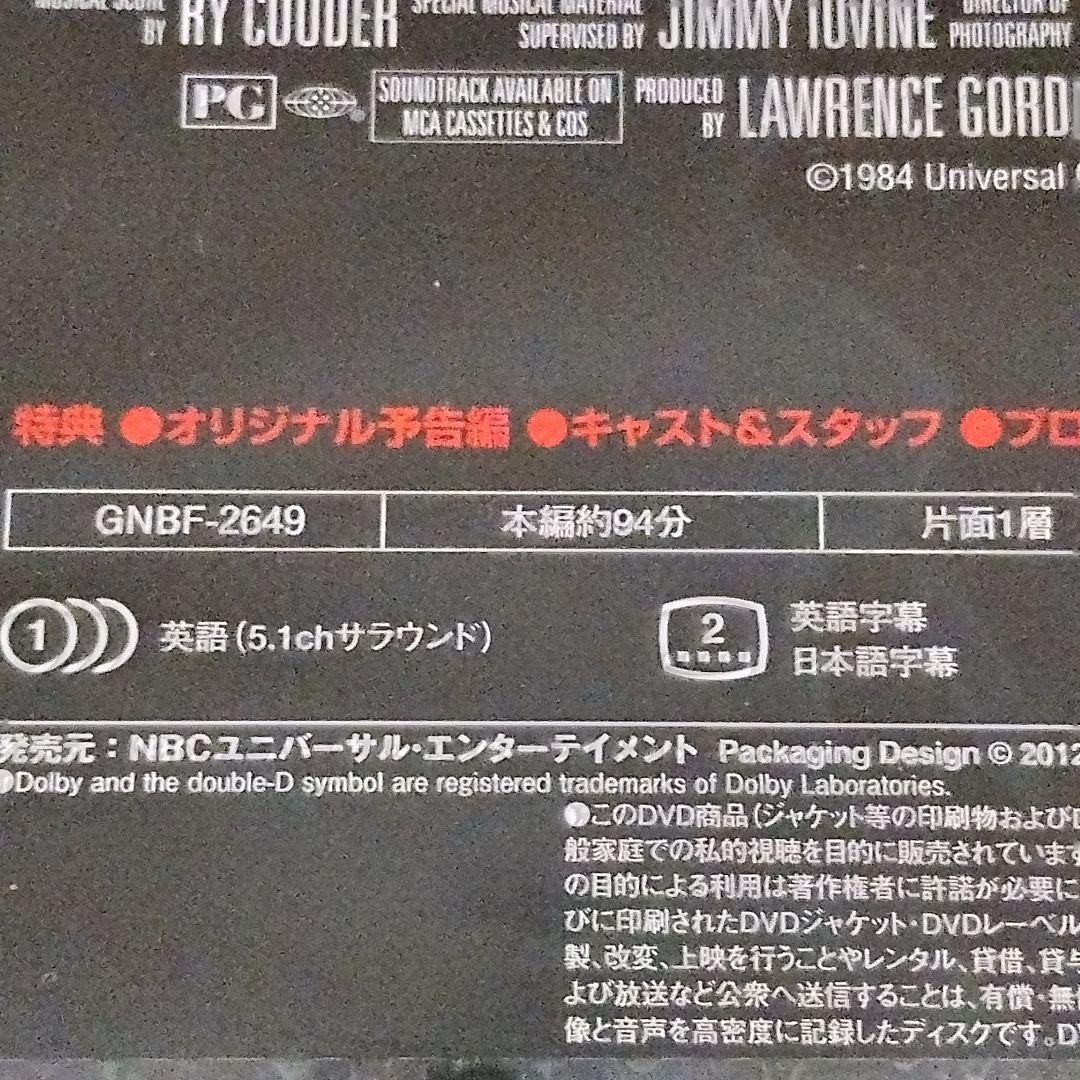 MUSICAL SCORE BY RY COODER SPECIAL MUSICAL MATERIAL SUPERVISED BY JIMMY IOVINE DIRECTOR OF PHOTOGRAPHY
PG SOUNDTRACK AVAILABLE ON MCA CASSETTES & CDS PRODUCED BY LAWRENCE GORD
©1984 Universal
特典 ●オリジナル予告編 ●キャスト&スタッフ ●プロ
GNBF-2649 本編約94分 片面1層
1 英語(5.1chサラウンド) 2 英語字幕
日本語字幕
発売元:NBCユニバーサル・エンターテイメント Packaging Design © 2012
●Dolby and the double-D symbol are registered trademarks of Dolby Laboratories.
●このDVD商品(ジャケット等の印刷物および
般家庭での私的視聴を目的に販売されています
の目的による利用は著作権者に許諾が必要に
びに印刷されたDVDジャケット・DVDレーベル
製、改変、上映を行うことやレンタル、貸借、貸与
よび放送など公衆へ送信することは、有償・無
像と音声を高密度に記録したディスクです。D